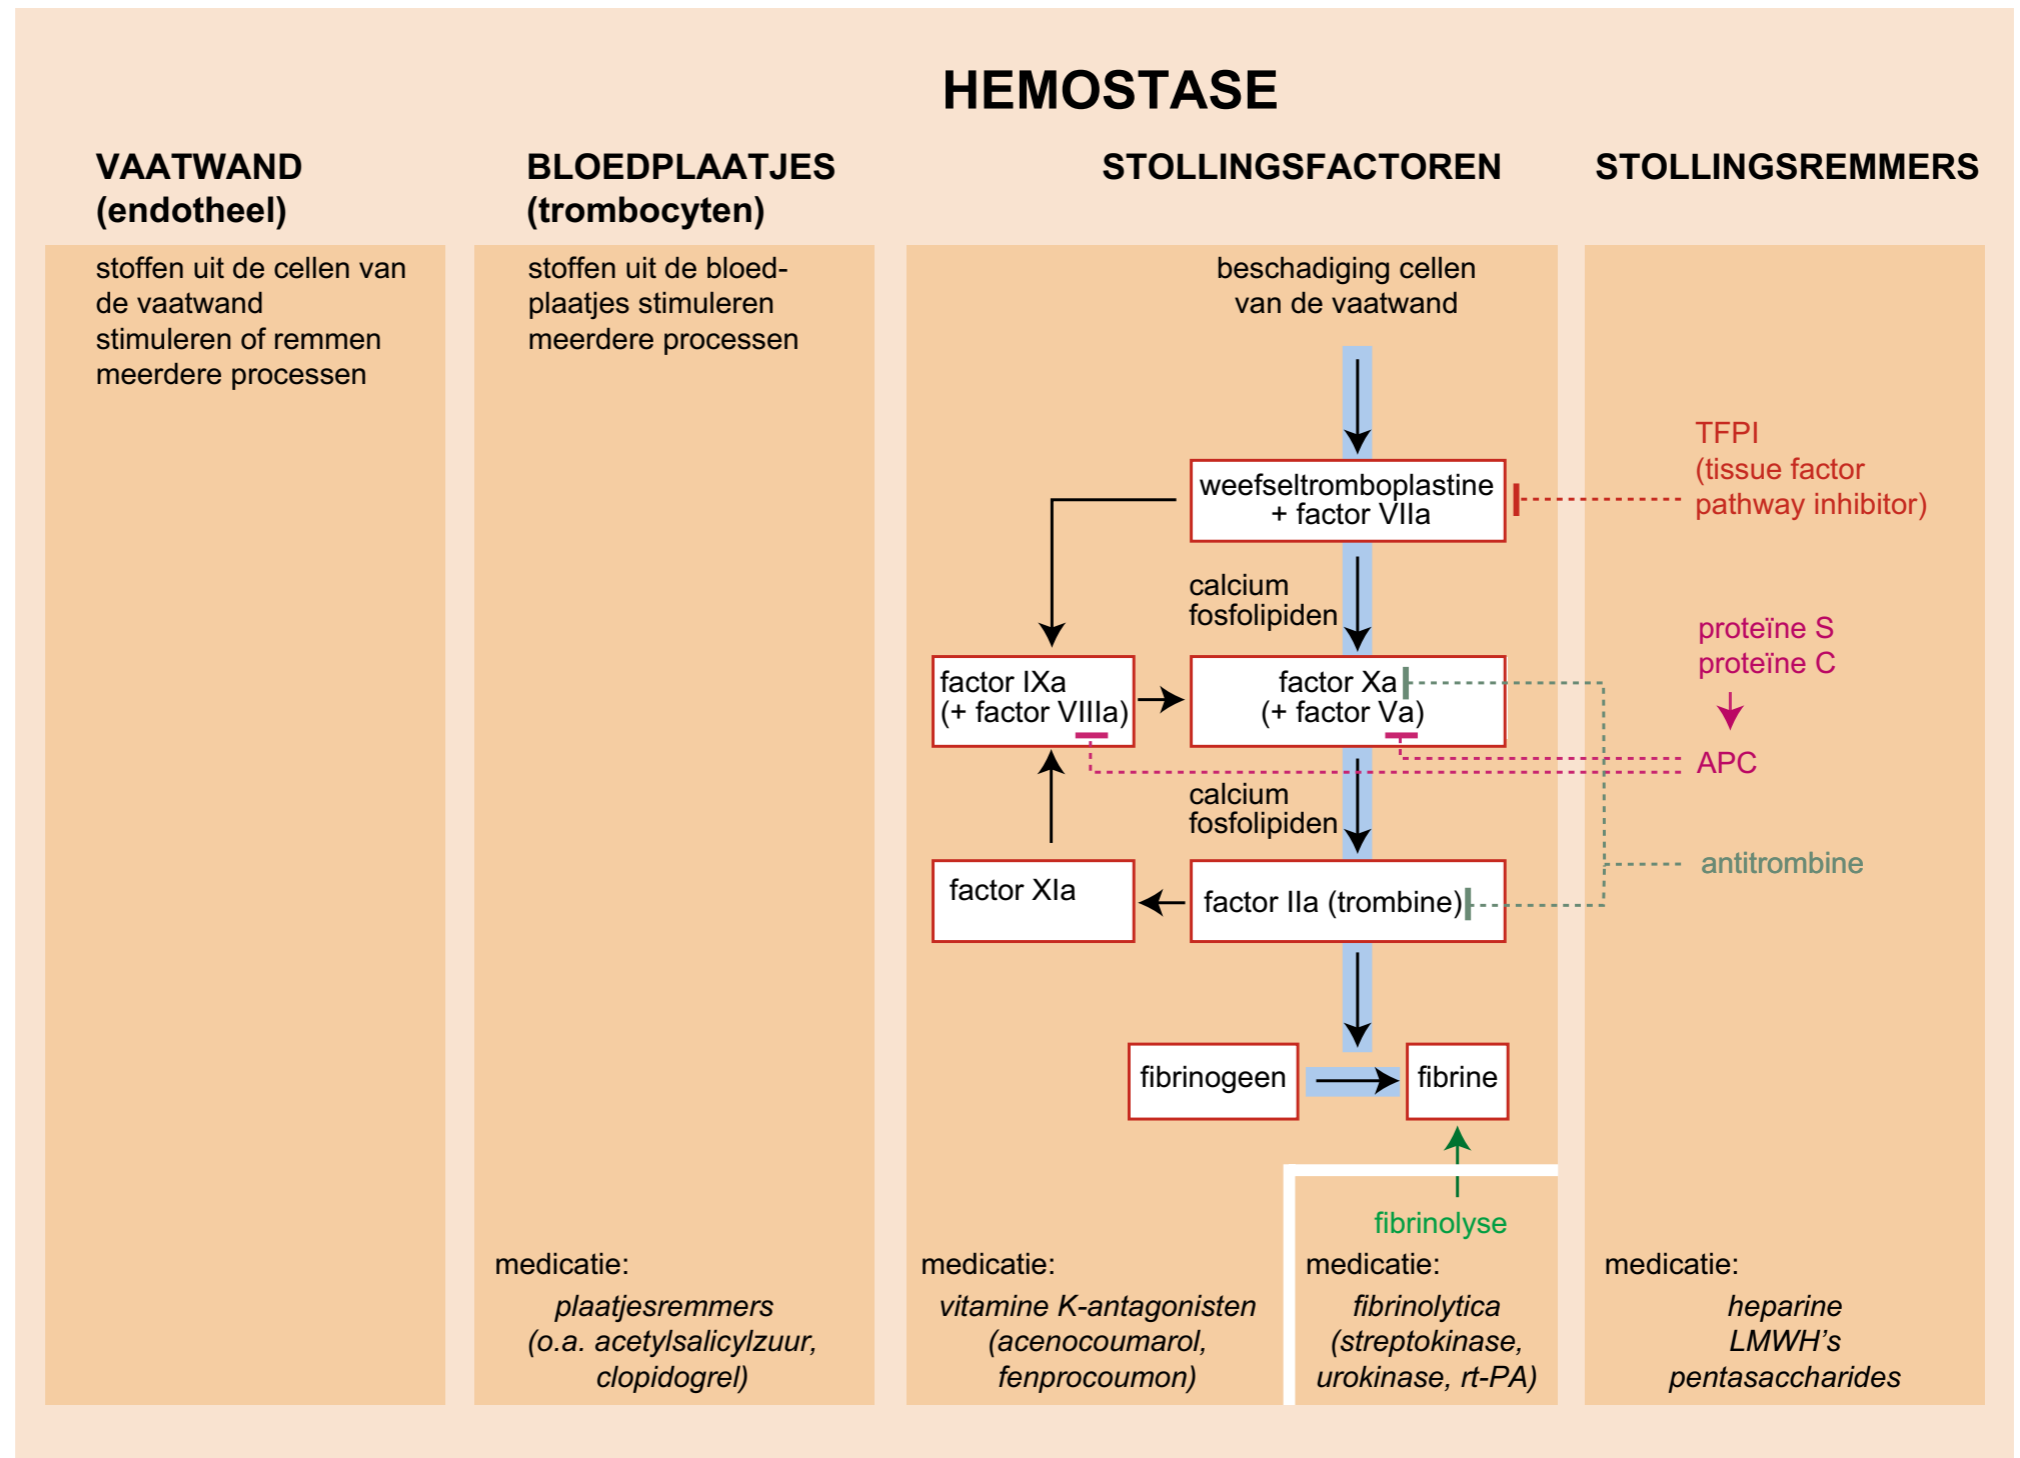 HEMOSTASE
VAATWAND
(endotheel)
stoffen uit de cellen van
de vaatwand
stimuleren of remmen
meerdere processen
BLOEDPLAATJES
(trombocyten)
stoffen uit de bloed-
plaatjes stimuleren
meerdere processen
medicatie:
plaatjesremmers
(o.a. acetylsalicylzuur,
clopidogrel)
STOLLINGSFACTOREN
beschadiging cellen
van de vaatwand
weefseltromboplastine
+ factor VIIa
calcium
fosfolipiden
factor IXa
(+ factor VIIIa)
factor Xa
(+ factor Va)
calcium
fosfolipiden
factor XIa
factor IIa (trombine)
fibrinogeen
fibrine
fibrinolyse
medicatie:
vitamine K-antagonisten
(acenocoumarol,
fenprocoumon)
medicatie:
fibrinolytica
(streptokinase,
urokinase, rt-PA)
STOLLINGSREMMERS
TFPI
(tissue factor
pathway inhibitor)
proteïne S
proteïne C
APC
antitrombine
medicatie:
heparine
LMWH’s
pentasaccharides